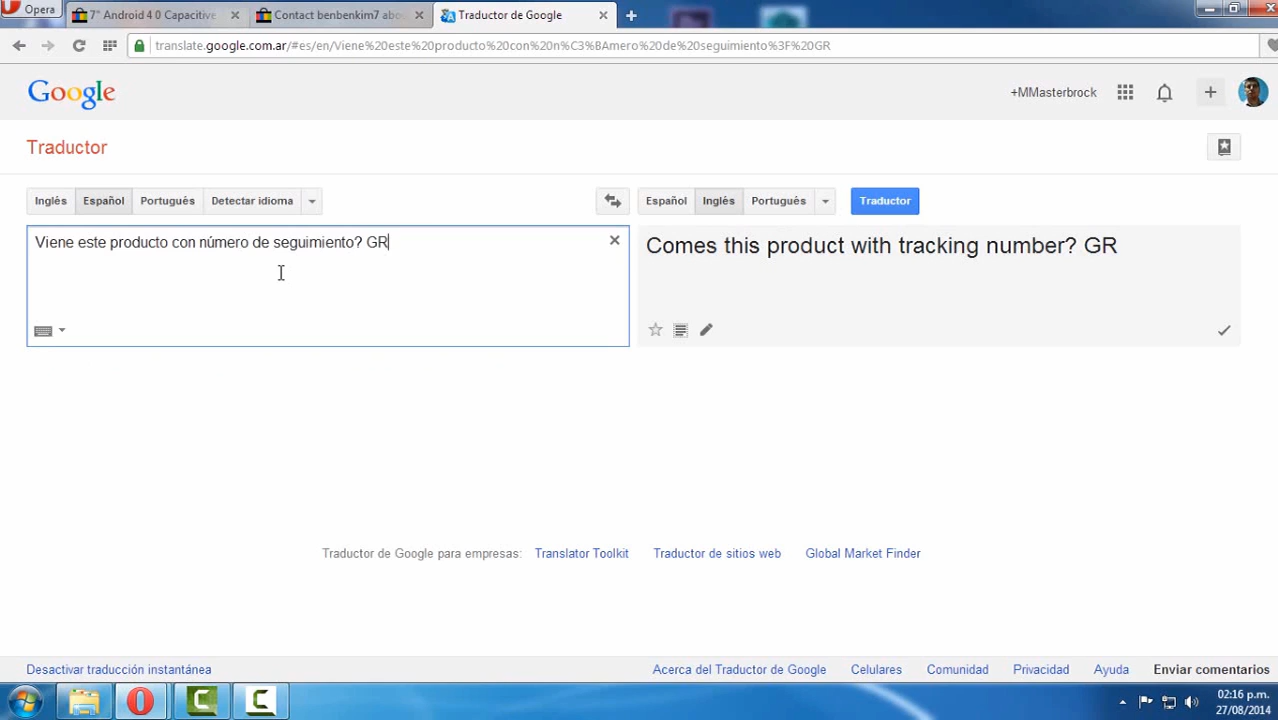 Opera
7" Android 4 0 Capacitive
Contact benbenkim7 abo
Traductor de Google
translate.google.com.ar/#es/en/Viene%20este%20producto%20con%20n%C3%BAmero%20de%20seguimiento%3F%20GR
Google
+MMasterbrock
Traductor
Inglés Español Portugués Detectar idioma
Español Inglés Portugués Traductor
Viene este producto con número de seguimiento? GR
Comes this product with tracking number? GR
Traductor de Google para empresas: Translator Toolkit Traductor de sitios web Global Market Finder
Desactivar traducción instantánea
Acerca del Traductor de Google Celulares Comunidad Privacidad Ayuda Enviar comentarios
02:16 p.m.
27/08/2014